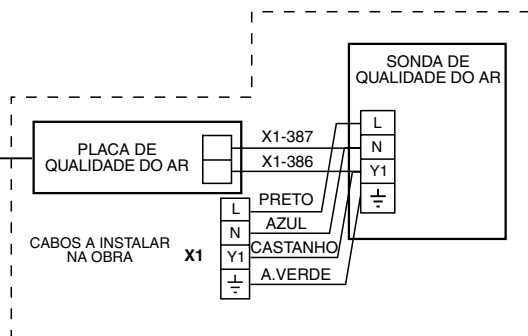 SONDA DE
QUALIDADE DO AR
L
N
Y1
PLACA DE
QUALIDADE DO AR
X1-387
X1-386
CABOS A INSTALAR
NA OBRA
X1
L
N
Y1
PRETO
AZUL
CASTANHO
A.VERDE